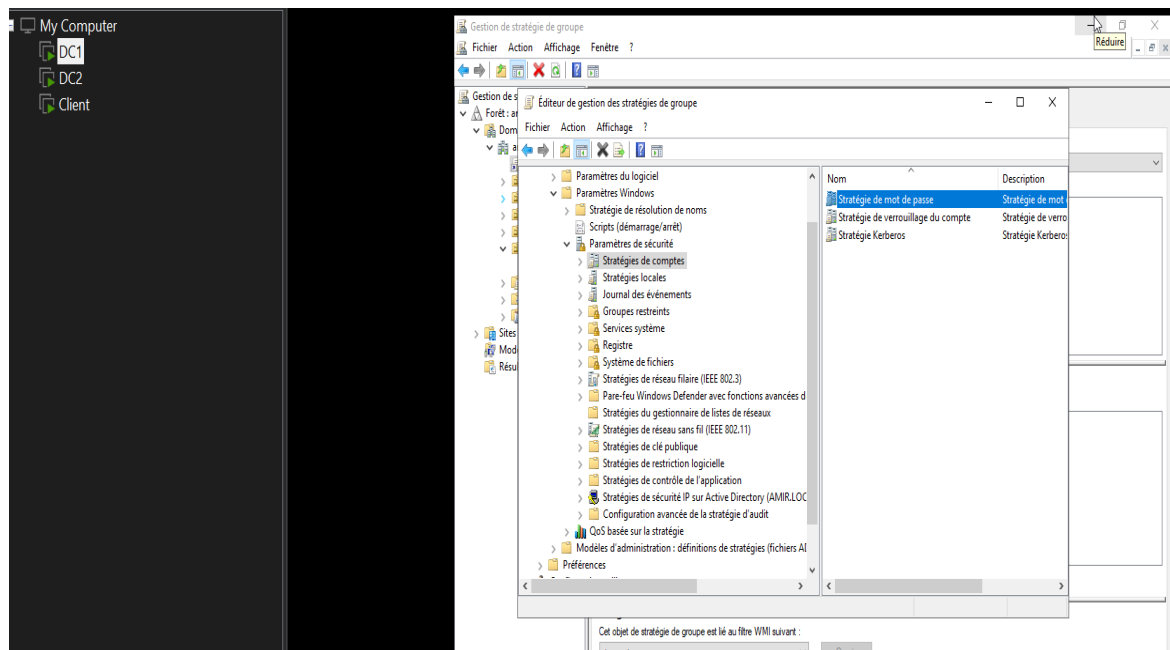 My Computer
DC1
DC2
Client
Gestion de stratégie de groupe
Réduire
Fichier Action Affichage Fenêtre ?
Gestion de s
Forêt : ar
Dom
a
Sites
Mod
Résul
Éditeur de gestion des stratégies de groupe
Fichier Action Affichage ?
Paramètres du logiciel
Paramètres Windows
Stratégie de résolution de noms
Scripts (démarrage/arrêt)
Paramètres de sécurité
Stratégies de comptes
Stratégies locales
Journal des événements
Groupes restreints
Services système
Registre
Système de fichiers
Stratégies de réseau filaire (IEEE 802.3)
Pare-feu Windows Defender avec fonctions avancées d
Stratégies du gestionnaire de listes de réseaux
Stratégies de réseau sans fil (IEEE 802.11)
Stratégies de clé publique
Stratégies de restriction logicielle
Stratégies de contrôle de l'application
Stratégies de sécurité IP sur Active Directory (AMIR.LOC
Configuration avancée de la stratégie d'audit
QoS basée sur la stratégie
Modèles d'administration : définitions de stratégies (fichiers AD
Préférences
Nom Description
Stratégie de mot de passe Stratégie de mot
Stratégie de verrouillage du compte Stratégie de verro
Stratégie Kerberos Stratégie Kerbero
Cet objet de stratégie de groupe est lié au filtre WMI suivant :